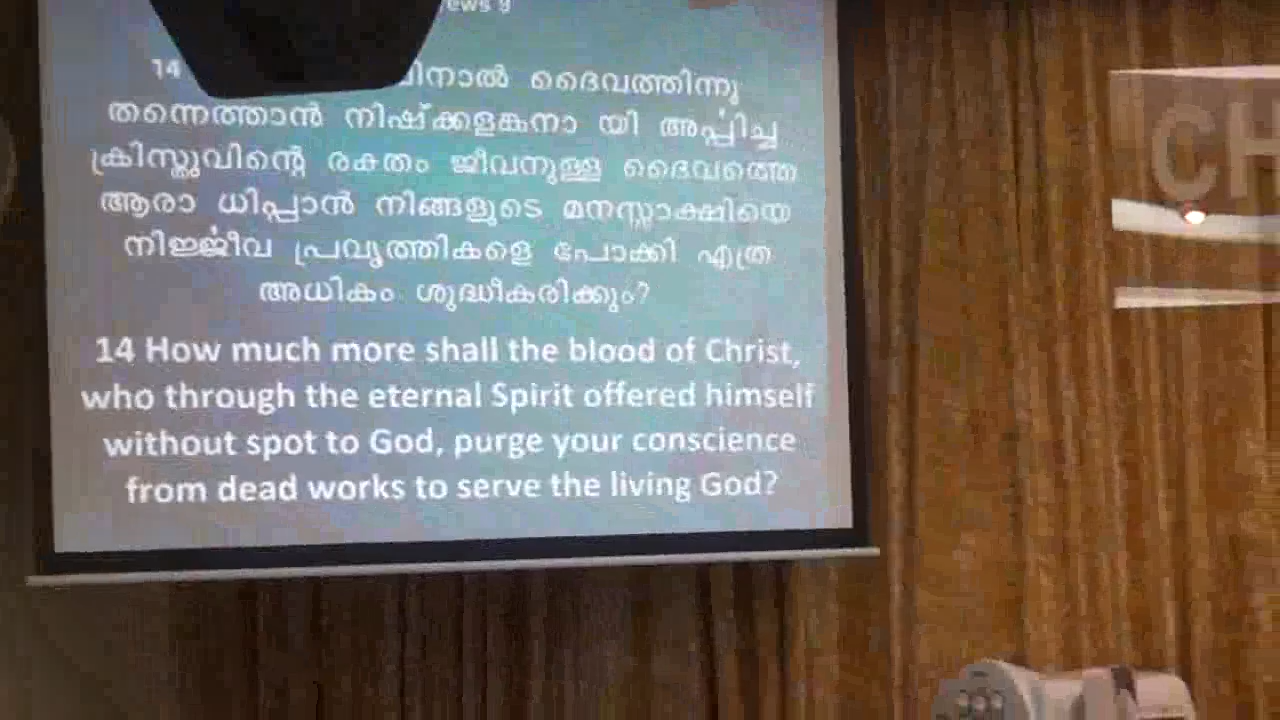 9
14 ദൈവത്തിന്നു
തന്നെത്താൻ നിഷ്ക്കളങ്കനാ യി അർപ്പിച്ച
ക്രിസ്തുവിന്റെ രക്തം ജീവനുള്ള ദൈവത്തെ
ആരാ ധിപ്പാൻ നിങ്ങളുടെ മനസ്സാക്ഷിയെ
നിർജ്ജീവ പ്രവൃത്തികളെ പോക്കി എത്ര
അധികം ശുദ്ധീകരിക്കും?
14 How much more shall the blood of Christ,
who through the eternal Spirit offered himself
without spot to God, purge your conscience
from dead works to serve the living God?
CH